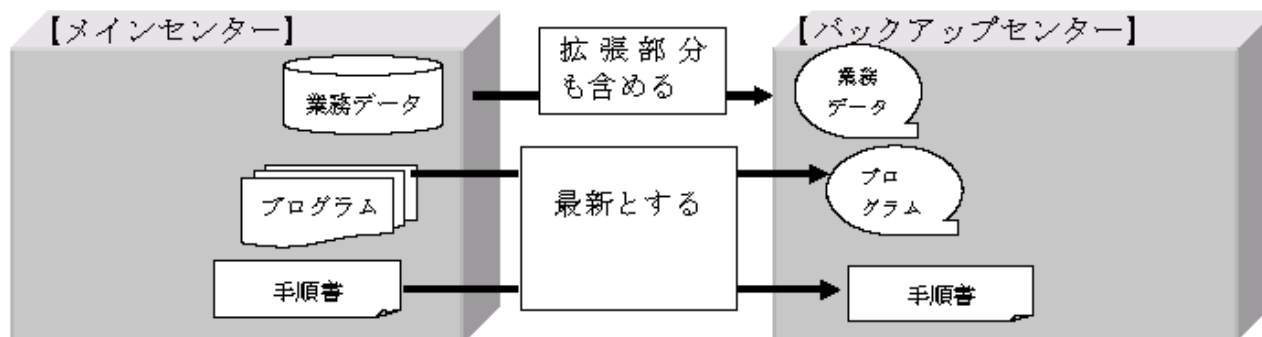 【メインセンター】
業務データ
プログラム
手順書
拡張部分
も含める
最新とする
【バックアップセンター】
業務
データ
プロ
グラム
手順書